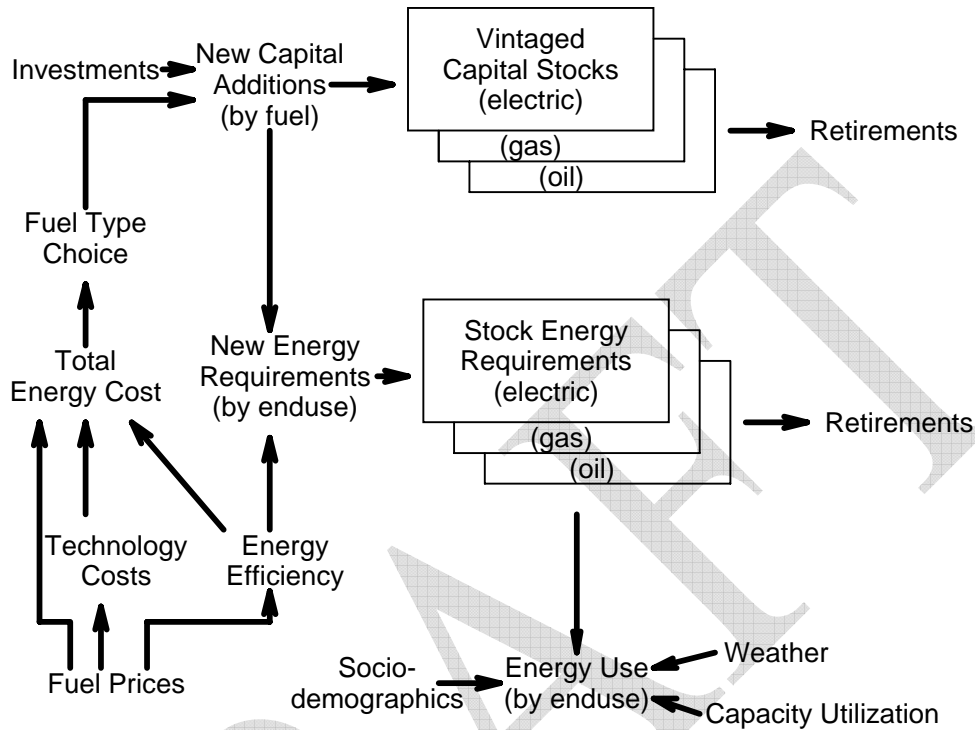 Investments
New Capital
Additions
(by fuel)
Vintaged
Capital Stocks
(electric)
(gas)
(oil)
Retirements
Fuel Type
Choice
Total
Energy Cost
New Energy
Requirements
(by enduse)
Stock Energy
Requirements
(electric)
(gas)
(oil)
Retirements
Technology
Costs
Energy
Efficiency
Fuel Prices
Socio-
demographics
Energy Use
(by enduse)
Weather
Capacity Utilization
DRAFT